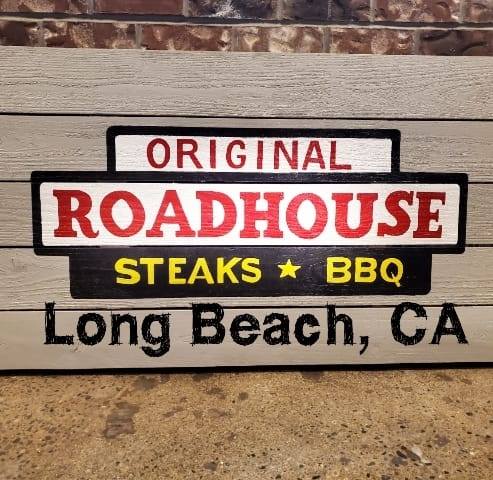 ORIGINAL
ROADHOUSE
STEAKS ★ BBQ
Long Beach, CA